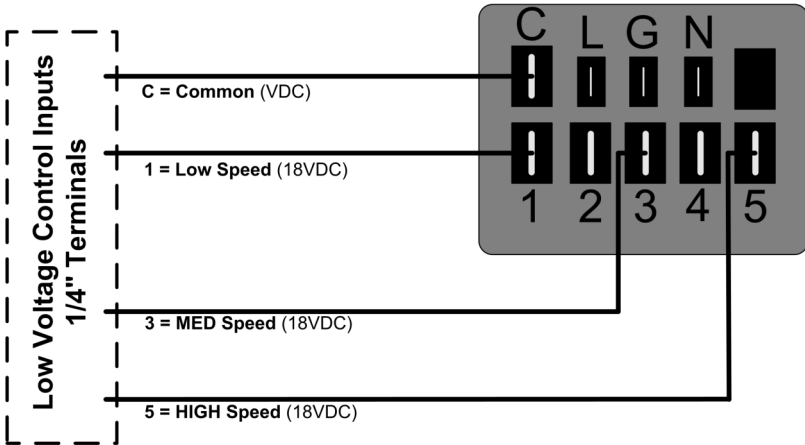 C L G N
C = Common (VDC)
1 = Low Speed (18VDC)
1 2 3 4 5
Low Voltage Control Inputs
1/4" Terminals
3 = MED Speed (18VDC)
5 = HIGH Speed (18VDC)